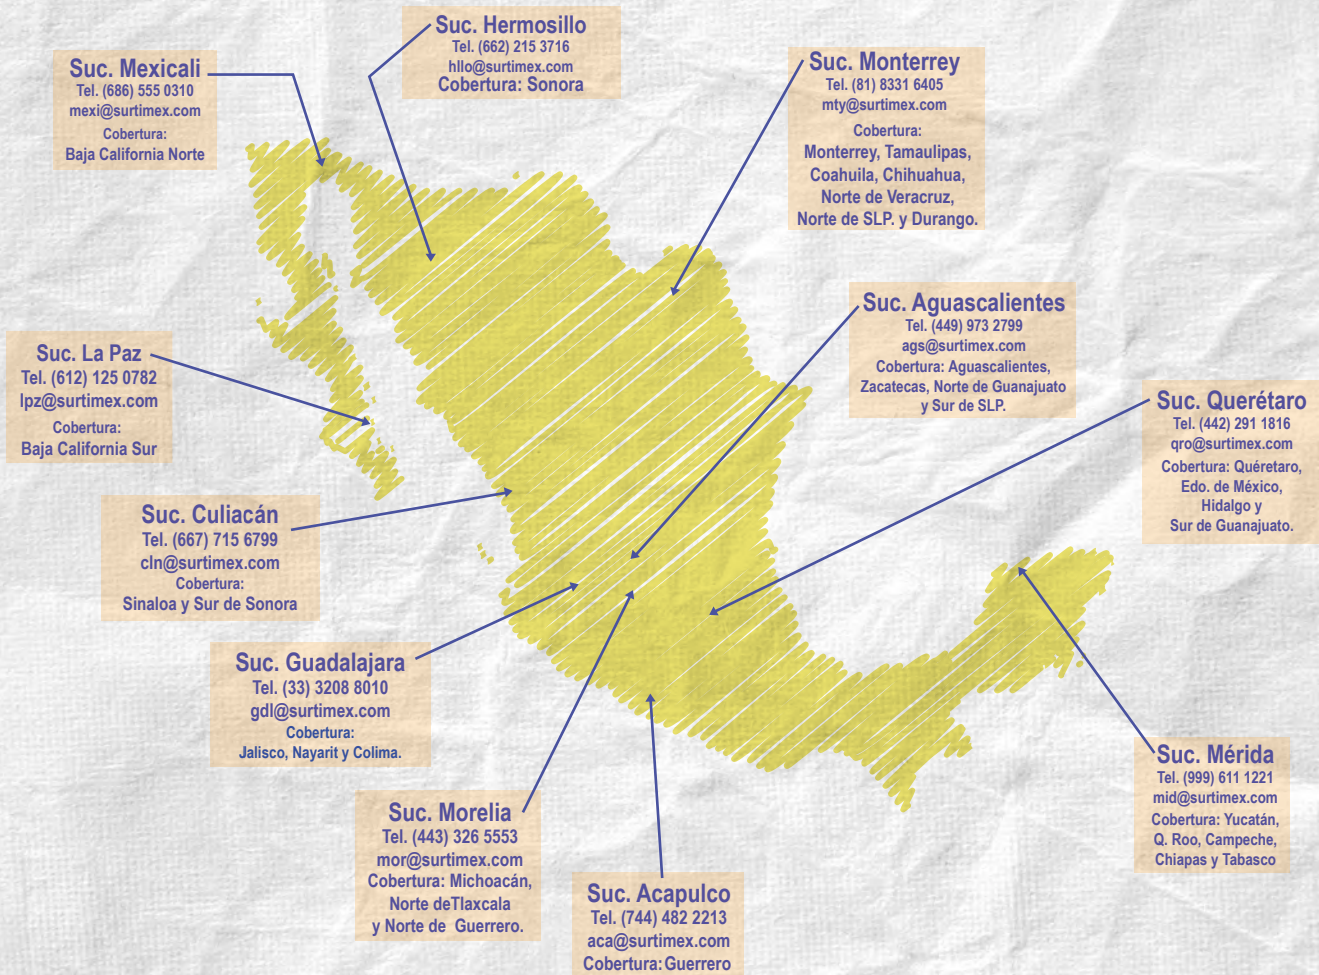 Suc. Hermosillo
Tel. (662) 215 3716
hllo@surtimex.com
Cobertura: Sonora
Suc. Mexicali
Tel. (686) 555 0310
mexi@surtimex.com
Cobertura:
Baja California Norte
Suc. Monterrey
Tel. (81) 8331 6405
mty@surtimex.com
Cobertura:
Monterrey, Tamaulipas,
Coahuila, Chihuahua,
Norte de Veracruz,
Norte de SLP. y Durango.
Suc. Aguascalientes
Tel. (449) 973 2799
ags@surtimex.com
Cobertura: Aguascalientes,
Zacatecas, Norte de Guanajuato
y Sur de SLP.
Suc. La Paz
Tel. (612) 125 0782
lpz@surtimex.com
Cobertura:
Baja California Sur
Suc. Querétaro
Tel. (442) 291 1816
qro@surtimex.com
Cobertura: Quéretaro,
Edo. de México,
Hidalgo y
Sur de Guanajuato.
Suc. Culiacán
Tel. (667) 715 6799
cln@surtimex.com
Cobertura:
Sinaloa y Sur de Sonora
Suc. Guadalajara
Tel. (33) 3208 8010
gdl@surtimex.com
Cobertura:
Jalisco, Nayarit y Colima.
Suc. Mérida
Tel. (999) 611 1221
mid@surtimex.com
Cobertura: Yucatán,
Q. Roo, Campeche,
Chiapas y Tabasco
Suc. Morelia
Tel. (443) 326 5553
mor@surtimex.com
Cobertura: Michoacán,
Norte deTlaxcala
y Norte de Guerrero.
Suc. Acapulco
Tel. (744) 482 2213
aca@surtimex.com
Cobertura:Guerrero